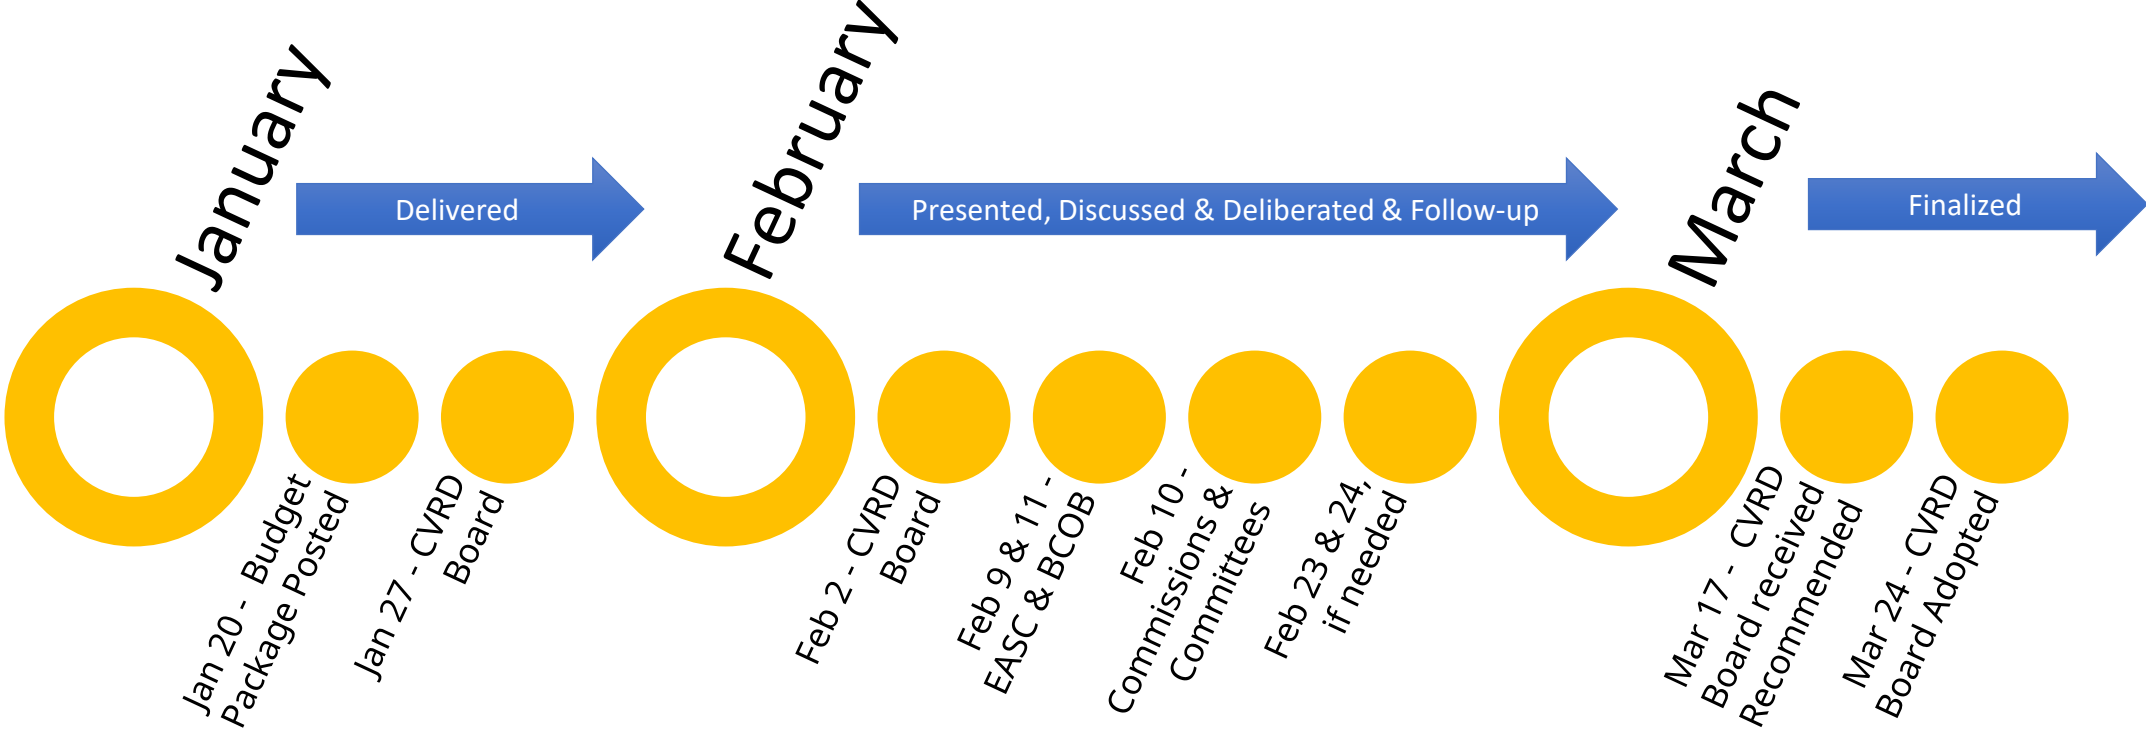 January
Delivered
February
Presented, Discussed & Deliberated & Follow-up
March
Finalized
Jan 20 - Budget
Package Posted
Jan 27 - CVRD
Board
Feb 2 - CVRD
Board
Feb 9 & 11 -
EASC & BCOB
Feb 10 -
Commissions &
Committees
Feb 23 & 24,
if needed
Mar 17 - CVRD
Board received
Recommended
Mar 24 - CVRD
Board Adopted